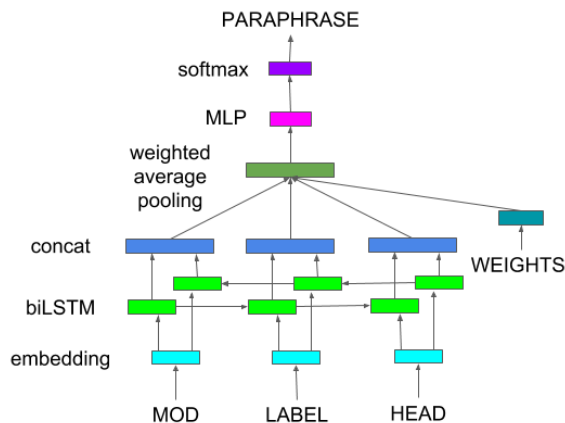 PARAPHRASE
softmax
MLP
weighted
average
pooling
concat
WEIGHTS
biLSTM
embedding
MOD LABEL HEAD